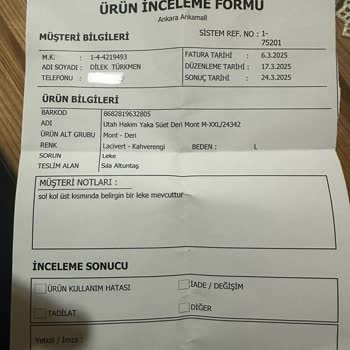 ÜRÜN İNCELEME FORMU
Ankara Ankamall
MÜŞTERİ BİLGİLERİ
SİSTEM REF. NO : 1-75201
M.K. : 1-4-4219493
ADI SOYADI : DİLEK TÜRKMEN
TELEFONU :
FATURA TARİHİ : 6.3.2025
DÜZENLEME TARİHİ : 17.3.2025
SONUÇ TARİHİ : 24.3.2025
ÜRÜN BİLGİLERİ
BARKOD : 8682819632805
ADI : Utah Hakim Yaka Süet Deri Mont M-XXL/24342
ÜRÜN ALT GRUBU : Mont - Deri
RENK : Lacivert - Kahverengi BEDEN : L
SORUN : Leke
TESLİM ALAN : Sıla Altuntaş
MÜŞTERİ NOTLARI :
sol kol üst kısmında belirgin bir leke mevcuttur
İNCELEME SONUCU
ÜRÜN KULLANIM HATASI
İADE / DEĞİŞİM
TADİLAT
DİĞER
Yetkili / İmza :